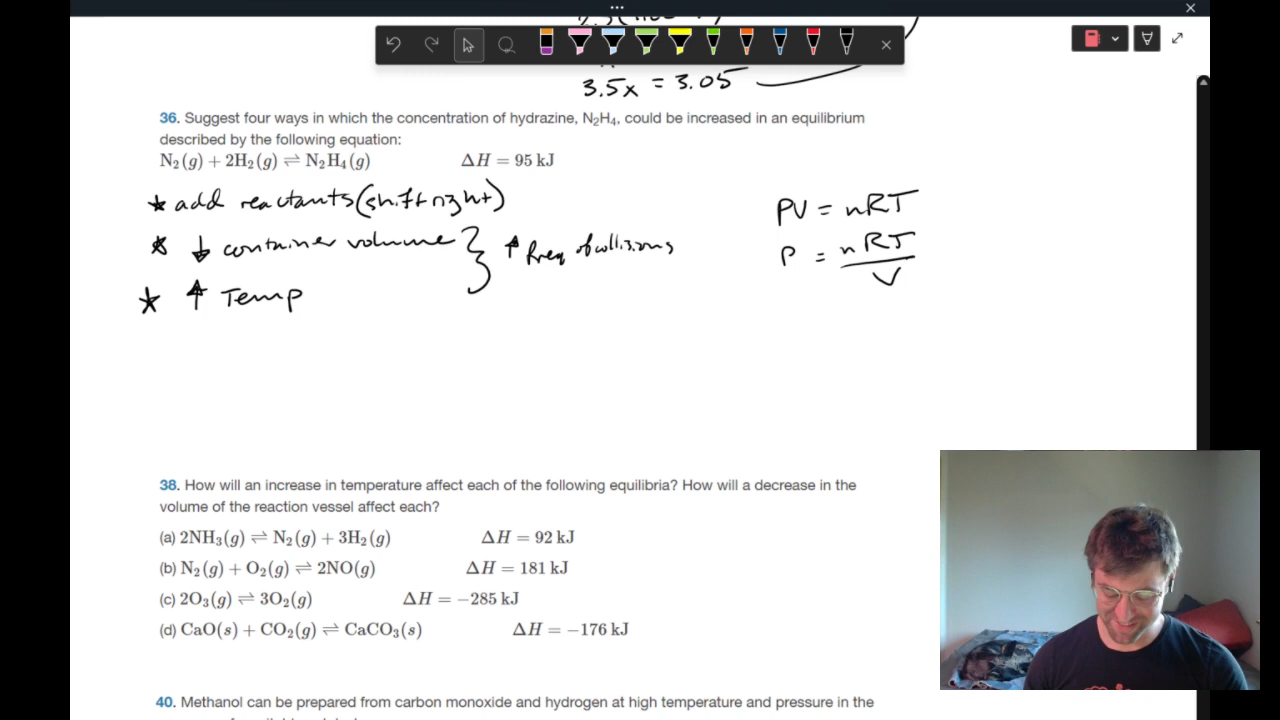 3.5x = 3.05
36. Suggest four ways in which the concentration of hydrazine, N₂H₄, could be increased in an equilibrium
described by the following equation:
N₂(g) + 2H₂(g) ⇌ N₂H₄(g) ΔH = 95 kJ
* add reactants (shift right)
* ↓ container volume } ↑ freq of collisions
* ↑ Temp
PV = nRT
P = nRT
V
38. How will an increase in temperature affect each of the following equilibria? How will a decrease in the
volume of the reaction vessel affect each?
(a) 2NH₃(g) ⇌ N₂(g) + 3H₂(g) ΔH = 92 kJ
(b) N₂(g) + O₂(g) ⇌ 2NO(g) ΔH = 181 kJ
(c) 2O₃(g) ⇌ 3O₂(g) ΔH = −285 kJ
(d) CaO(s) + CO₂(g) ⇌ CaCO₃(s) ΔH = −176 kJ
40. Methanol can be prepared from carbon monoxide and hydrogen at high temperature and pressure in the